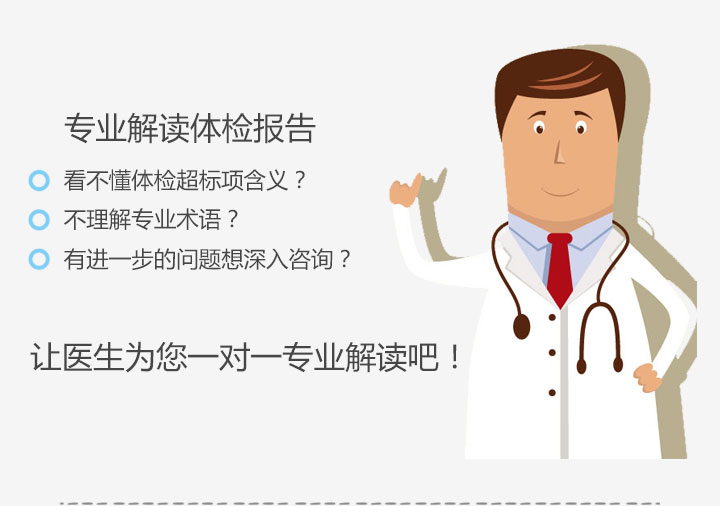 专业解读体检报告
看不懂体检超标项含义？
不理解专业术语？
有进一步的问题想深入咨询？
让医生为您一对一专业解读吧！